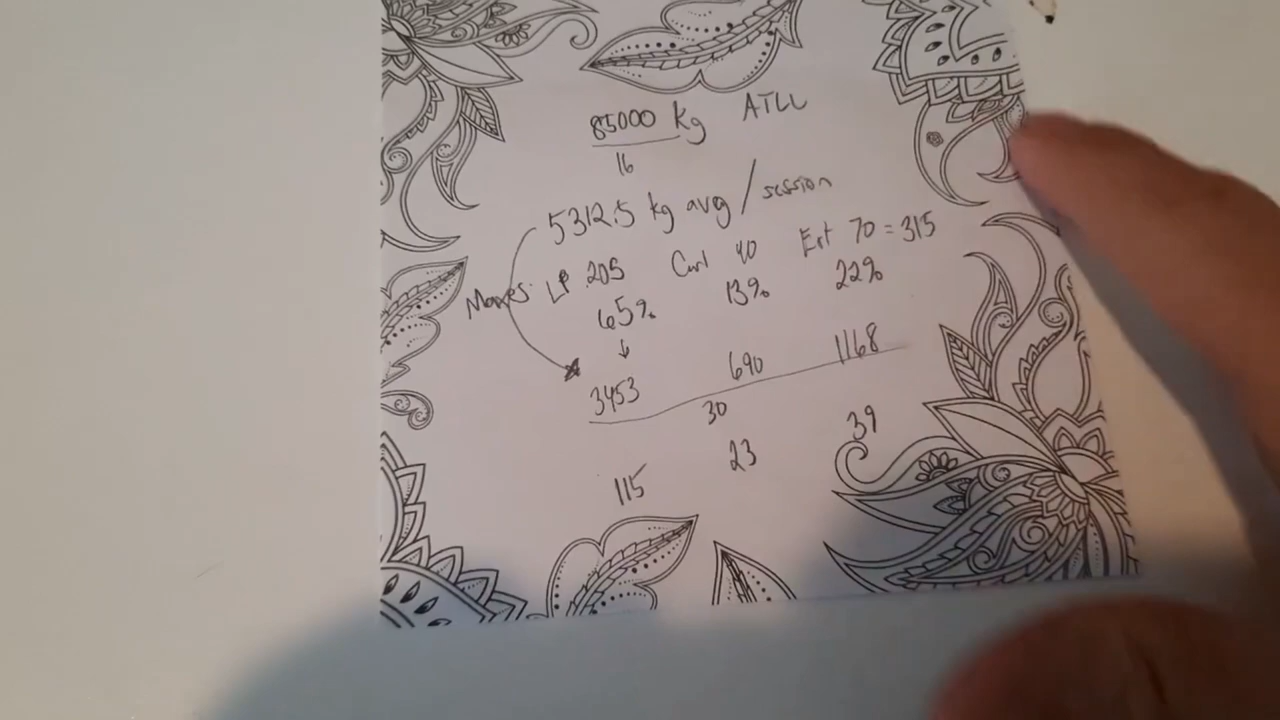 85000 kg ATLL
16
5312.5 kg avg / session
Maxes: LP 205 Curl 40 Ext 70 = 315
65% 13% 22%
3453 690 1168
30
115 23 39